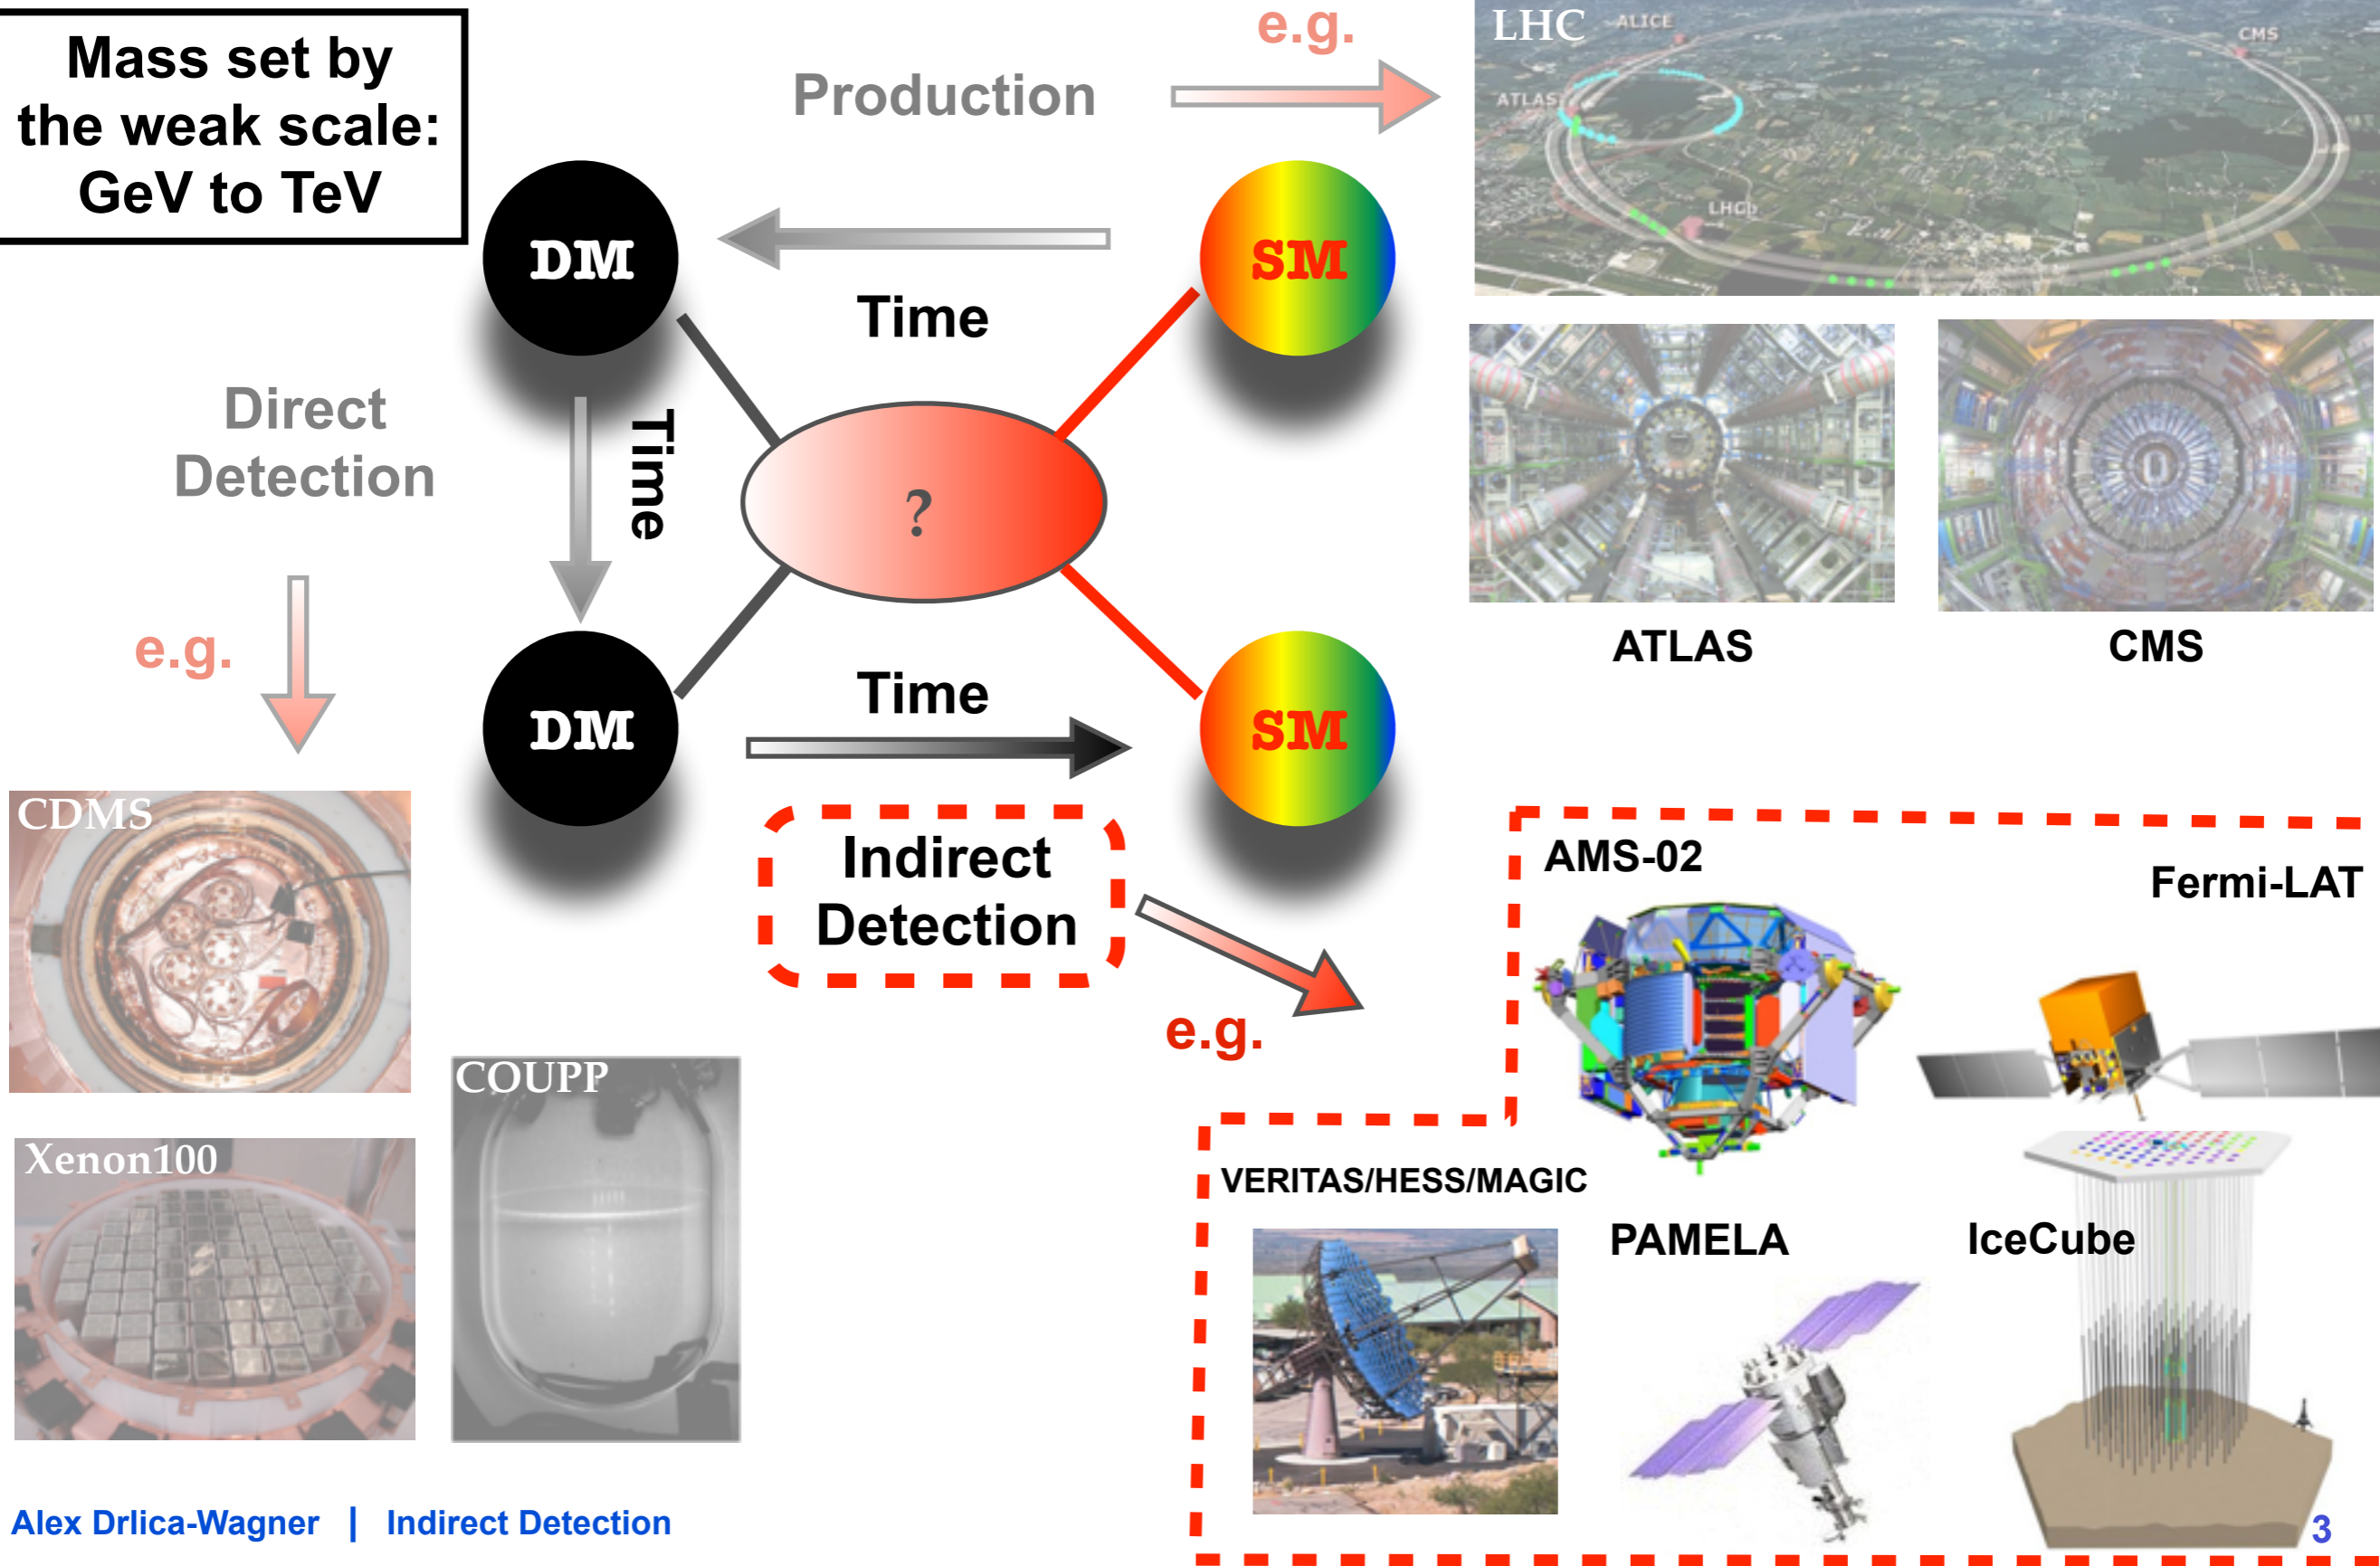 Mass set by
the weak scale:
GeV to TeV
Production
e.g.
LHC
ALICE
CMS
ATLAS
LHCb
DM
SM
Time
Direct
Detection
Time
?
ATLAS
CMS
e.g.
DM
Time
SM
Indirect
Detection
e.g.
CDMS
Xenon100
COUPP
AMS-02
Fermi-LAT
VERITAS/HESS/MAGIC
PAMELA
IceCube
Alex Drlica-Wagner | Indirect Detection
3